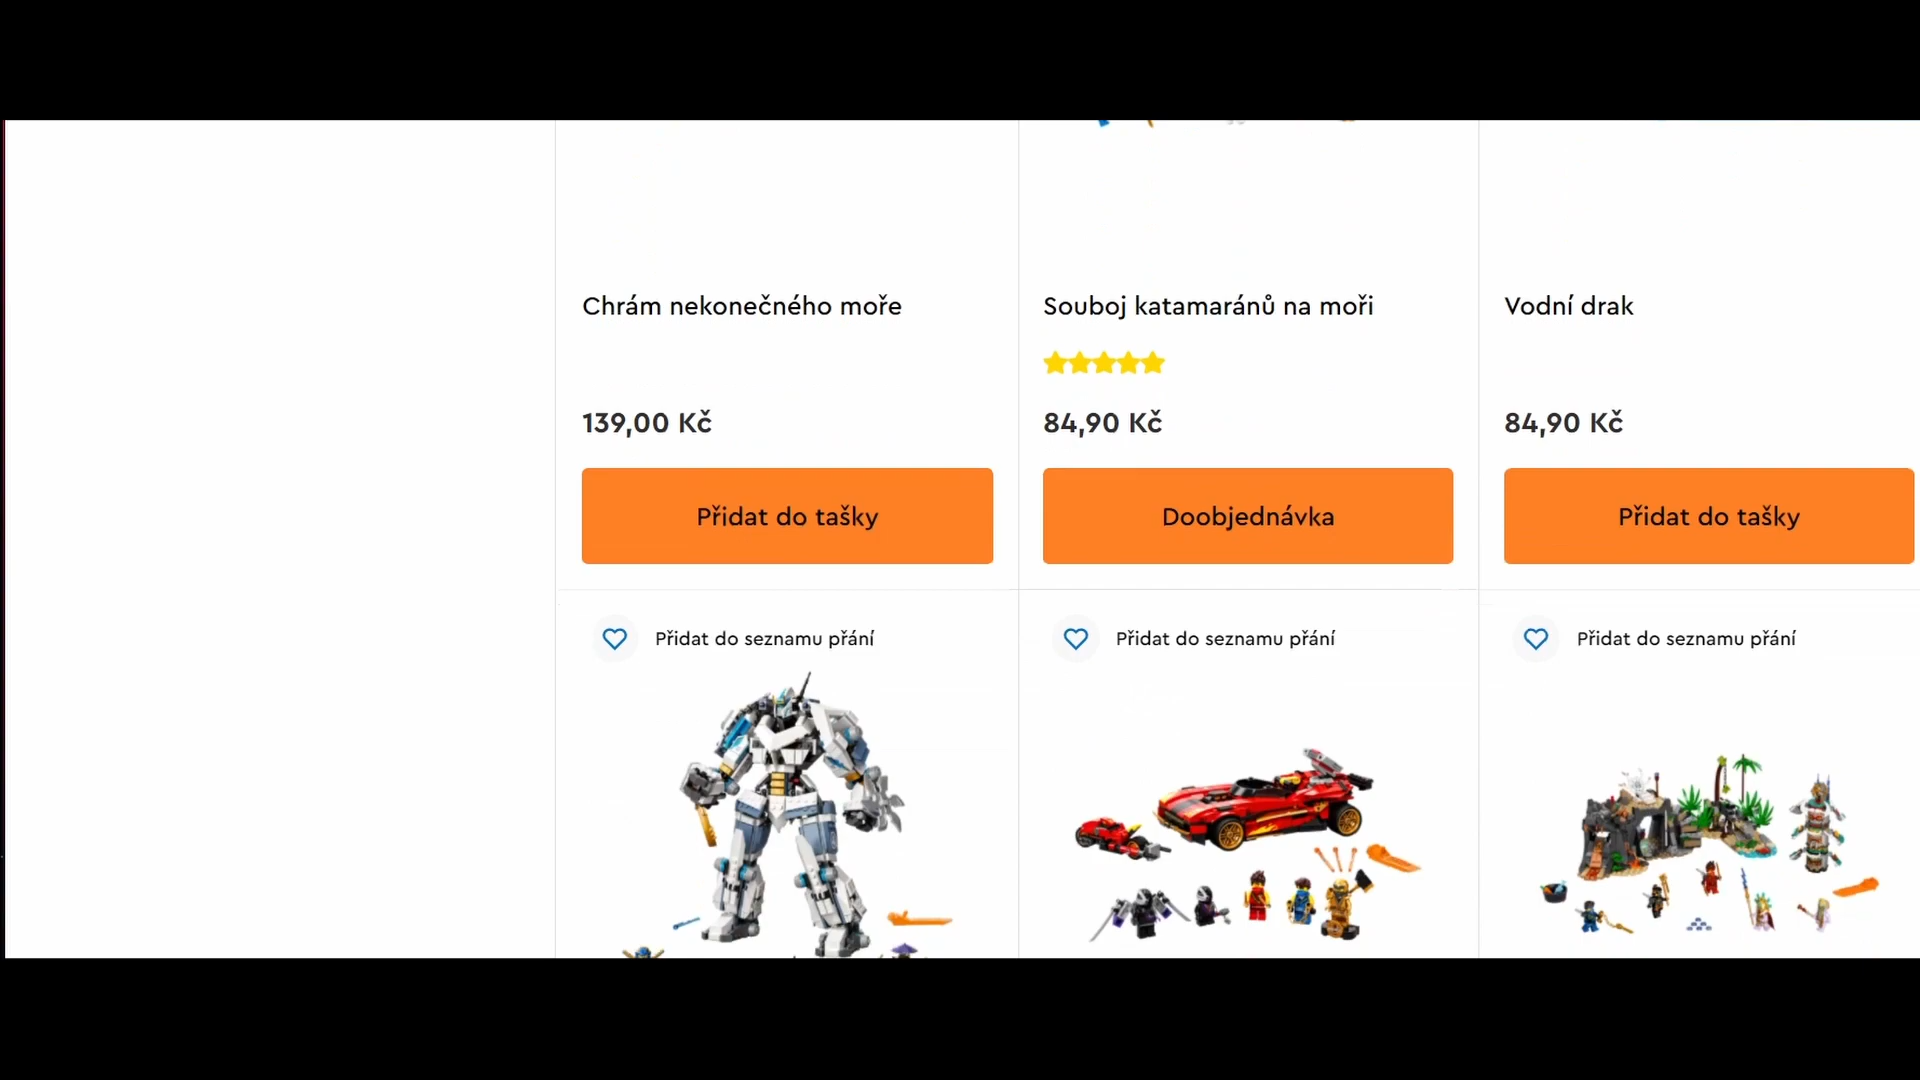 Chrám nekonečného moře
Souboj katamaránů na moři
Vodní drak
139,00 Kč
84,90 Kč
84,90 Kč
Přidat do tašky
Doobjednávka
Přidat do tašky
Přidat do seznamu přání
Přidat do seznamu přání
Přidat do seznamu přání